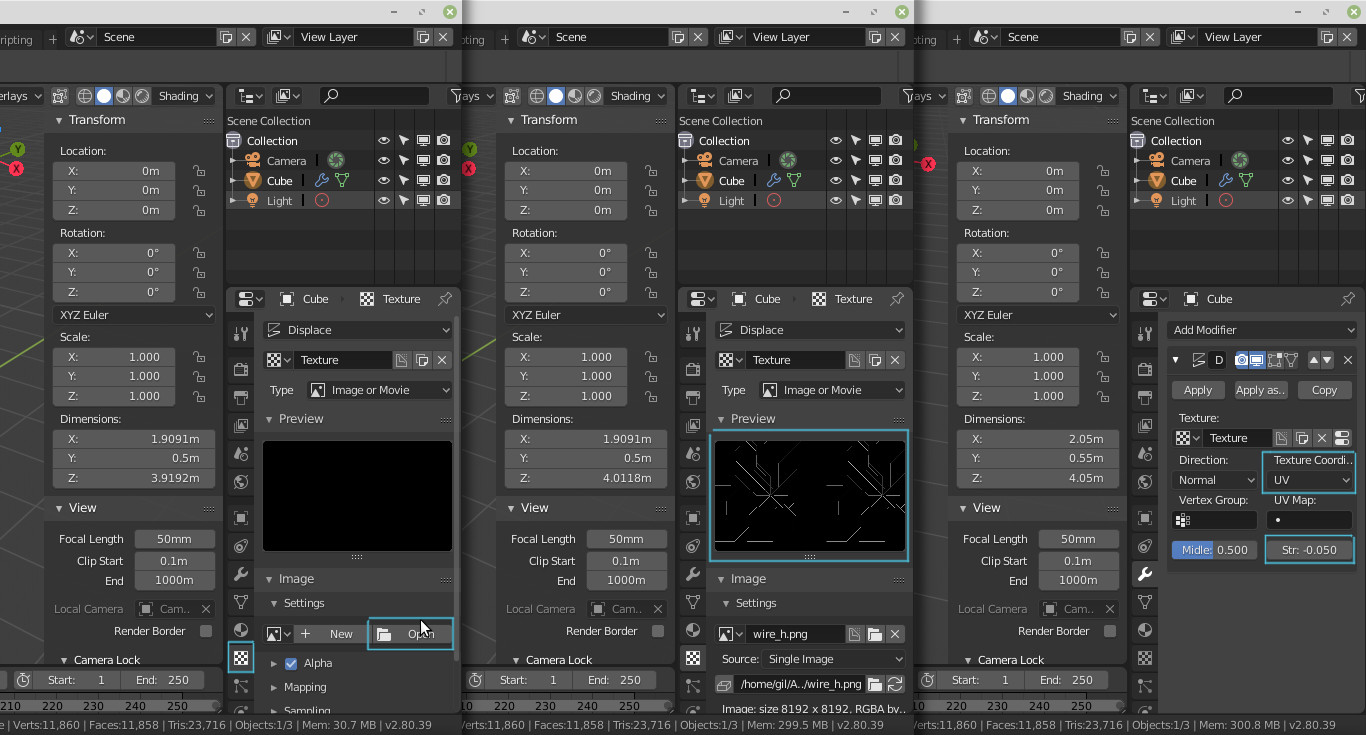 ripting + Scene View Layer
erlays Shading
Transform
Location:
X: 0m
Y: 0m
Z: 0m
Rotation:
X: 0°
Y: 0°
Z: 0°
XYZ Euler
Scale:
X: 1.000
Y: 1.000
Z: 1.000
Dimensions:
X: 1.9091m
Y: 0.5m
Z: 3.9192m
View
Focal Length 50mm
Clip Start 0.1m
End 1000m
Local Camera Cam..
Render Border
Camera Lock
Start: 1 End: 250
210 220 230 240 250
e | Verts:11,860 | Faces:11,858 | Tris:23,716 | Objects:1/3 | Mem: 30.7 MB | v2.80.39
Scene Collection
Collection
Camera
Cube
Light
Cube Texture
Displace
Texture
Type Image or Movie
Preview
Image
Settings
+ New Open
Alpha
Mapping
Sampling
pting + Scene View Layer
ays Shading
Y
X
Transform
Location:
X: 0m
Y: 0m
Z: 0m
Rotation:
X: 0°
Y: 0°
Z: 0°
XYZ Euler
Scale:
X: 1.000
Y: 1.000
Z: 1.000
Dimensions:
X: 1.9091m
Y: 0.5m
Z: 4.0118m
View
Focal Length 50mm
Clip Start 0.1m
End 1000m
Local Camera Cam..
Render Border
Camera Lock
Start: 1 End: 250
10 220 230 240 250
Verts:11,860 | Faces:11,858 | Tris:23,716 | Objects:1/3 | Mem: 299.5 MB | v2.80.39
Scene Collection
Collection
Camera
Cube
Light
Cube Texture
Displace
Texture
Type Image or Movie
Preview
Image
Settings
wire_h.png
Source: Single Image
/home/gil/A../wire_h.png
Image: size 8192 x 8192, RGBA by..
pting + Scene View Layer
ays Shading
X
Transform
Location:
X: 0m
Y: 0m
Z: 0m
Rotation:
X: 0°
Y: 0°
Z: 0°
XYZ Euler
Scale:
X: 1.000
Y: 1.000
Z: 1.000
Dimensions:
X: 2.05m
Y: 0.55m
Z: 4.05m
View
Focal Length 50mm
Clip Start 0.1m
End 1000m
Local Camera Cam..
Render Border
Camera Lock
Start: 1 End: 250
220 230 240 250
Verts:11,860 | Faces:11,858 | Tris:23,716 | Objects:1/3 | Mem: 300.8 MB | v2.80.39
Scene Collection
Collection
Camera
Cube
Light
Cube
Add Modifier
D
Apply Apply as.. Copy
Texture:
Texture
Direction: Texture Coordi..
Normal UV
Vertex Group: UV Map:
Midle: 0.500 Str: -0.050